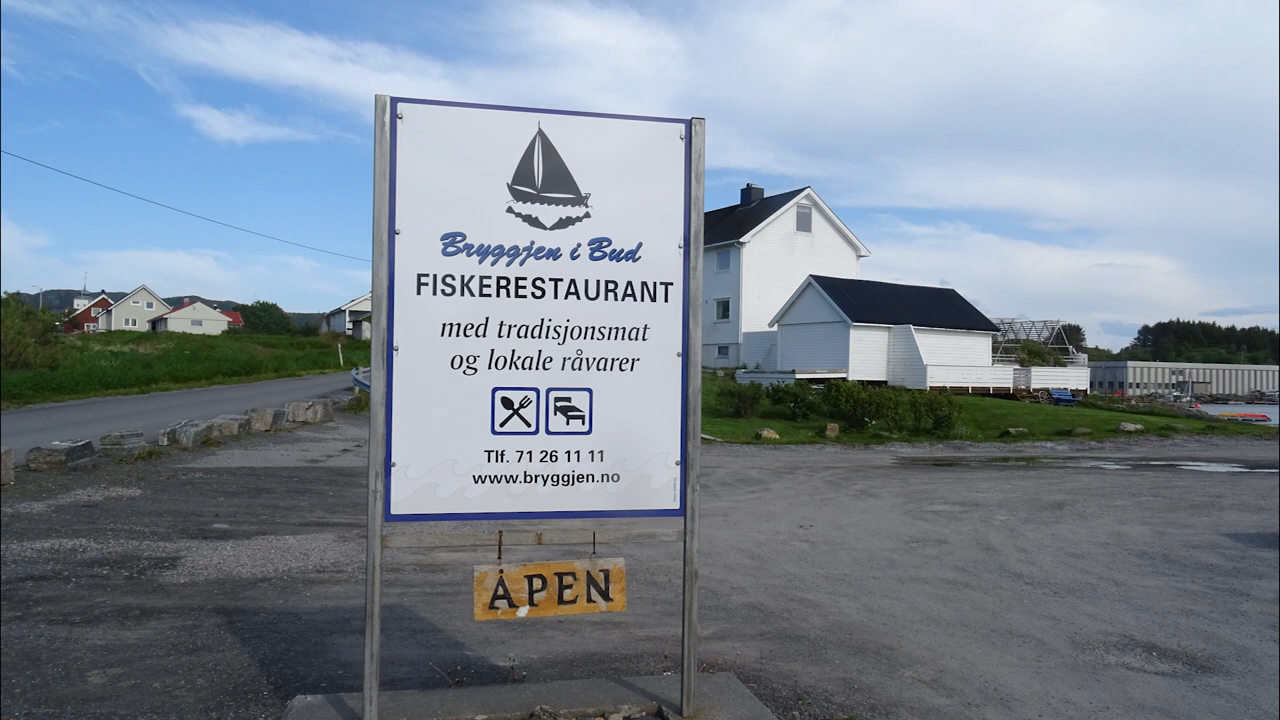 Bryggjen i Bud
FISKERESTAURANT
med tradisjonsmat
og lokale råvarer
Tlf. 71 26 11 11
www.bryggjen.no
ÅPEN